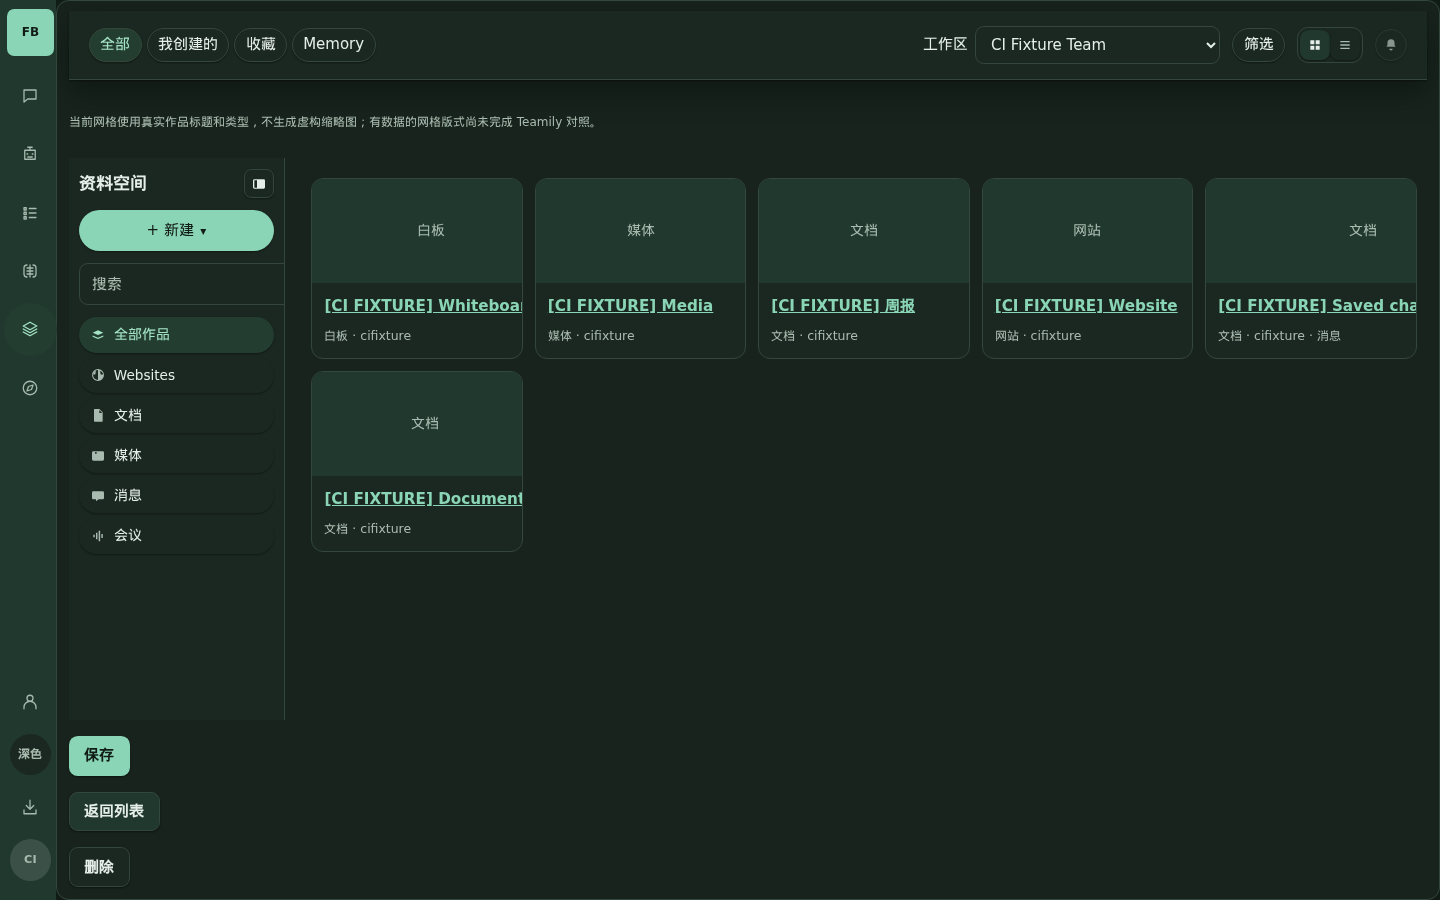 FB
全部 我创建的 收藏 Memory 工作区 CI Fixture Team 筛选
当前网格使用真实作品标题和类型，不生成虚构缩略图；有数据的网格版式尚未完成 Teamily 对照。
资料空间
+ 新建 ▾
搜索
全部作品
Websites
文档
媒体
消息
会议
白板
[CI FIXTURE] Whiteboar
白板 · cifixture
媒体
[CI FIXTURE] Media
媒体 · cifixture
文档
[CI FIXTURE] 周报
文档 · cifixture
网站
[CI FIXTURE] Website
网站 · cifixture
文档
[CI FIXTURE] Saved cha
文档 · cifixture · 消息
文档
[CI FIXTURE] Document
文档 · cifixture
保存
返回列表
删除
深色
CI